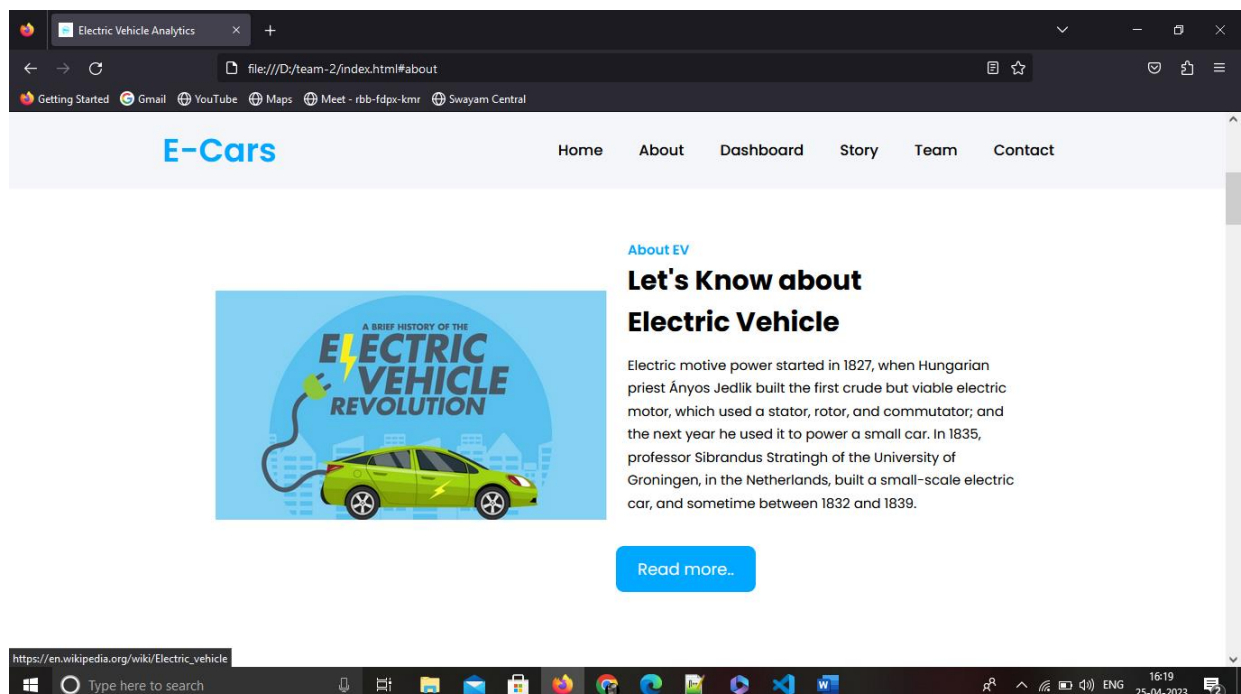 Electric Vehicle Analytics
file:///D:/team-2/index.html#about
Getting Started Gmail YouTube Maps Meet - rbb-fdpx-kmr Swayam Central
E-Cars Home About Dashboard Story Team Contact
About EV
Let's Know about
Electric Vehicle
A BRIEF HISTORY OF THE
ELECTRIC
VEHICLE
REVOLUTION
Electric motive power started in 1827, when Hungarian
priest Ányos Jedlik built the first crude but viable electric
motor, which used a stator, rotor, and commutator; and
the next year he used it to power a small car. In 1835,
professor Sibrandus Stratingh of the University of
Groningen, in the Netherlands, built a small-scale electric
car, and sometime between 1832 and 1839.
Read more..
https://en.wikipedia.org/wiki/Electric_vehicle
Type here to search
ENG 16:19
25-04-2023